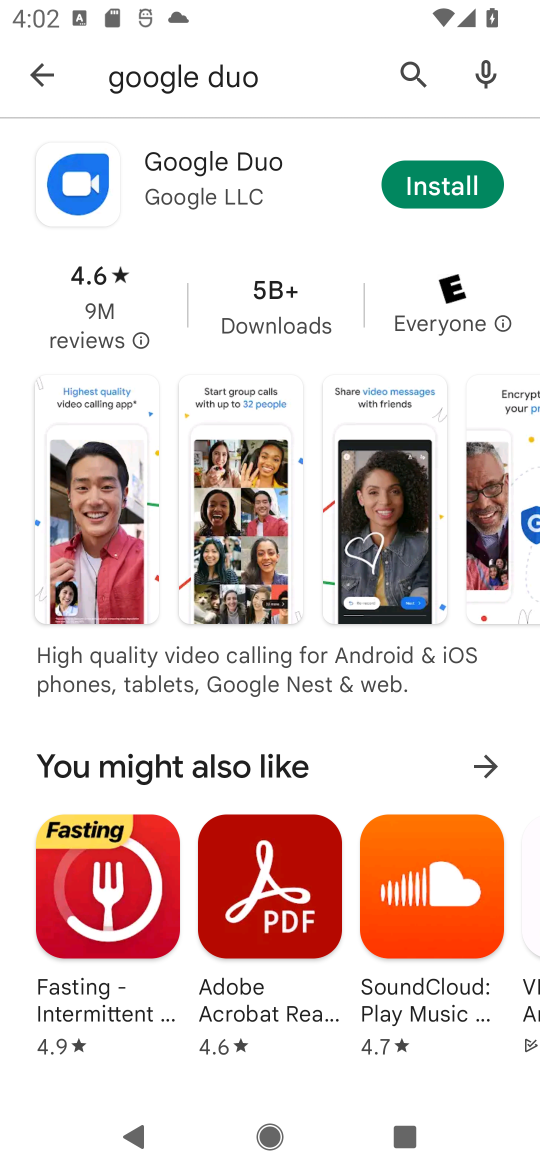 4:02
google duo
Google Duo
Google LLC
Install
4.6★
9M
reviews
5B+
Downloads
E
Everyone
Highest quality
video calling app*
Start group calls
with up to 32 people
Share video messages
with friends
Encrypt
your
High quality video calling for Android & iOS
phones, tablets, Google Nest & web.
You might also like
Fasting
PDF
Fasting -
Intermittent ...
4.9★
Adobe
Acrobat Rea...
4.6★
SoundCloud:
Play Music ...
4.7★